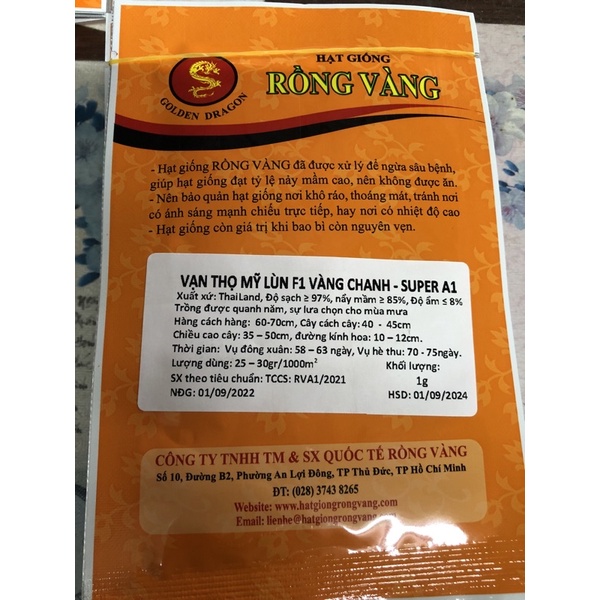 HẠT GIỐNG
RỒNG VÀNG
GOLDEN DRAGON
- Hạt giống RỒNG VÀNG đã được xử lý để ngừa sâu bệnh,
giúp hạt giống đạt tỷ lệ nảy mầm cao, nên không được ăn.
- Nên bảo quản hạt giống nơi khô ráo, thoáng mát, tránh nơi
có ánh sáng mạnh chiếu trực tiếp, hay nơi có nhiệt độ cao
- Hạt giống còn giá trị khi bao bì còn nguyên vẹn.
VẠN THỌ MỸ LÙN F1 VÀNG CHANH - SUPER A1
Xuất xứ: ThaiLand, Độ sạch ≥ 97%, nẩy mầm ≥ 85%, Độ ẩm ≤ 8%
Trồng được quanh năm, sự lưa chọn cho mùa mưa
Hàng cách hàng: 60-70cm, Cây cách cây: 40 - 45cm
Chiều cao cây: 35 – 50cm, đường kính hoa: 10 – 12cm.
Thời gian: Vụ đông xuân: 58 – 63 ngày, Vụ hè thu: 70 - 75ngày.
Lượng dùng: 25 – 30gr/1000m² Khối lượng:
SX theo tiêu chuẩn: TCCS: RVA1/2021 1g
NĐG: 01/09/2022 HSD: 01/09/2024
CÔNG TY TNHH TM & SX QUỐC TẾ RỒNG VÀNG
Số 10, Đường B2, Phường An Lợi Đông, TP Thủ Đức, TP Hồ Chí Minh
ĐT: (028) 3743 8265
Website: www.hatgiongrongvang.com
Email: lienhe@hatgiongrongvang.com